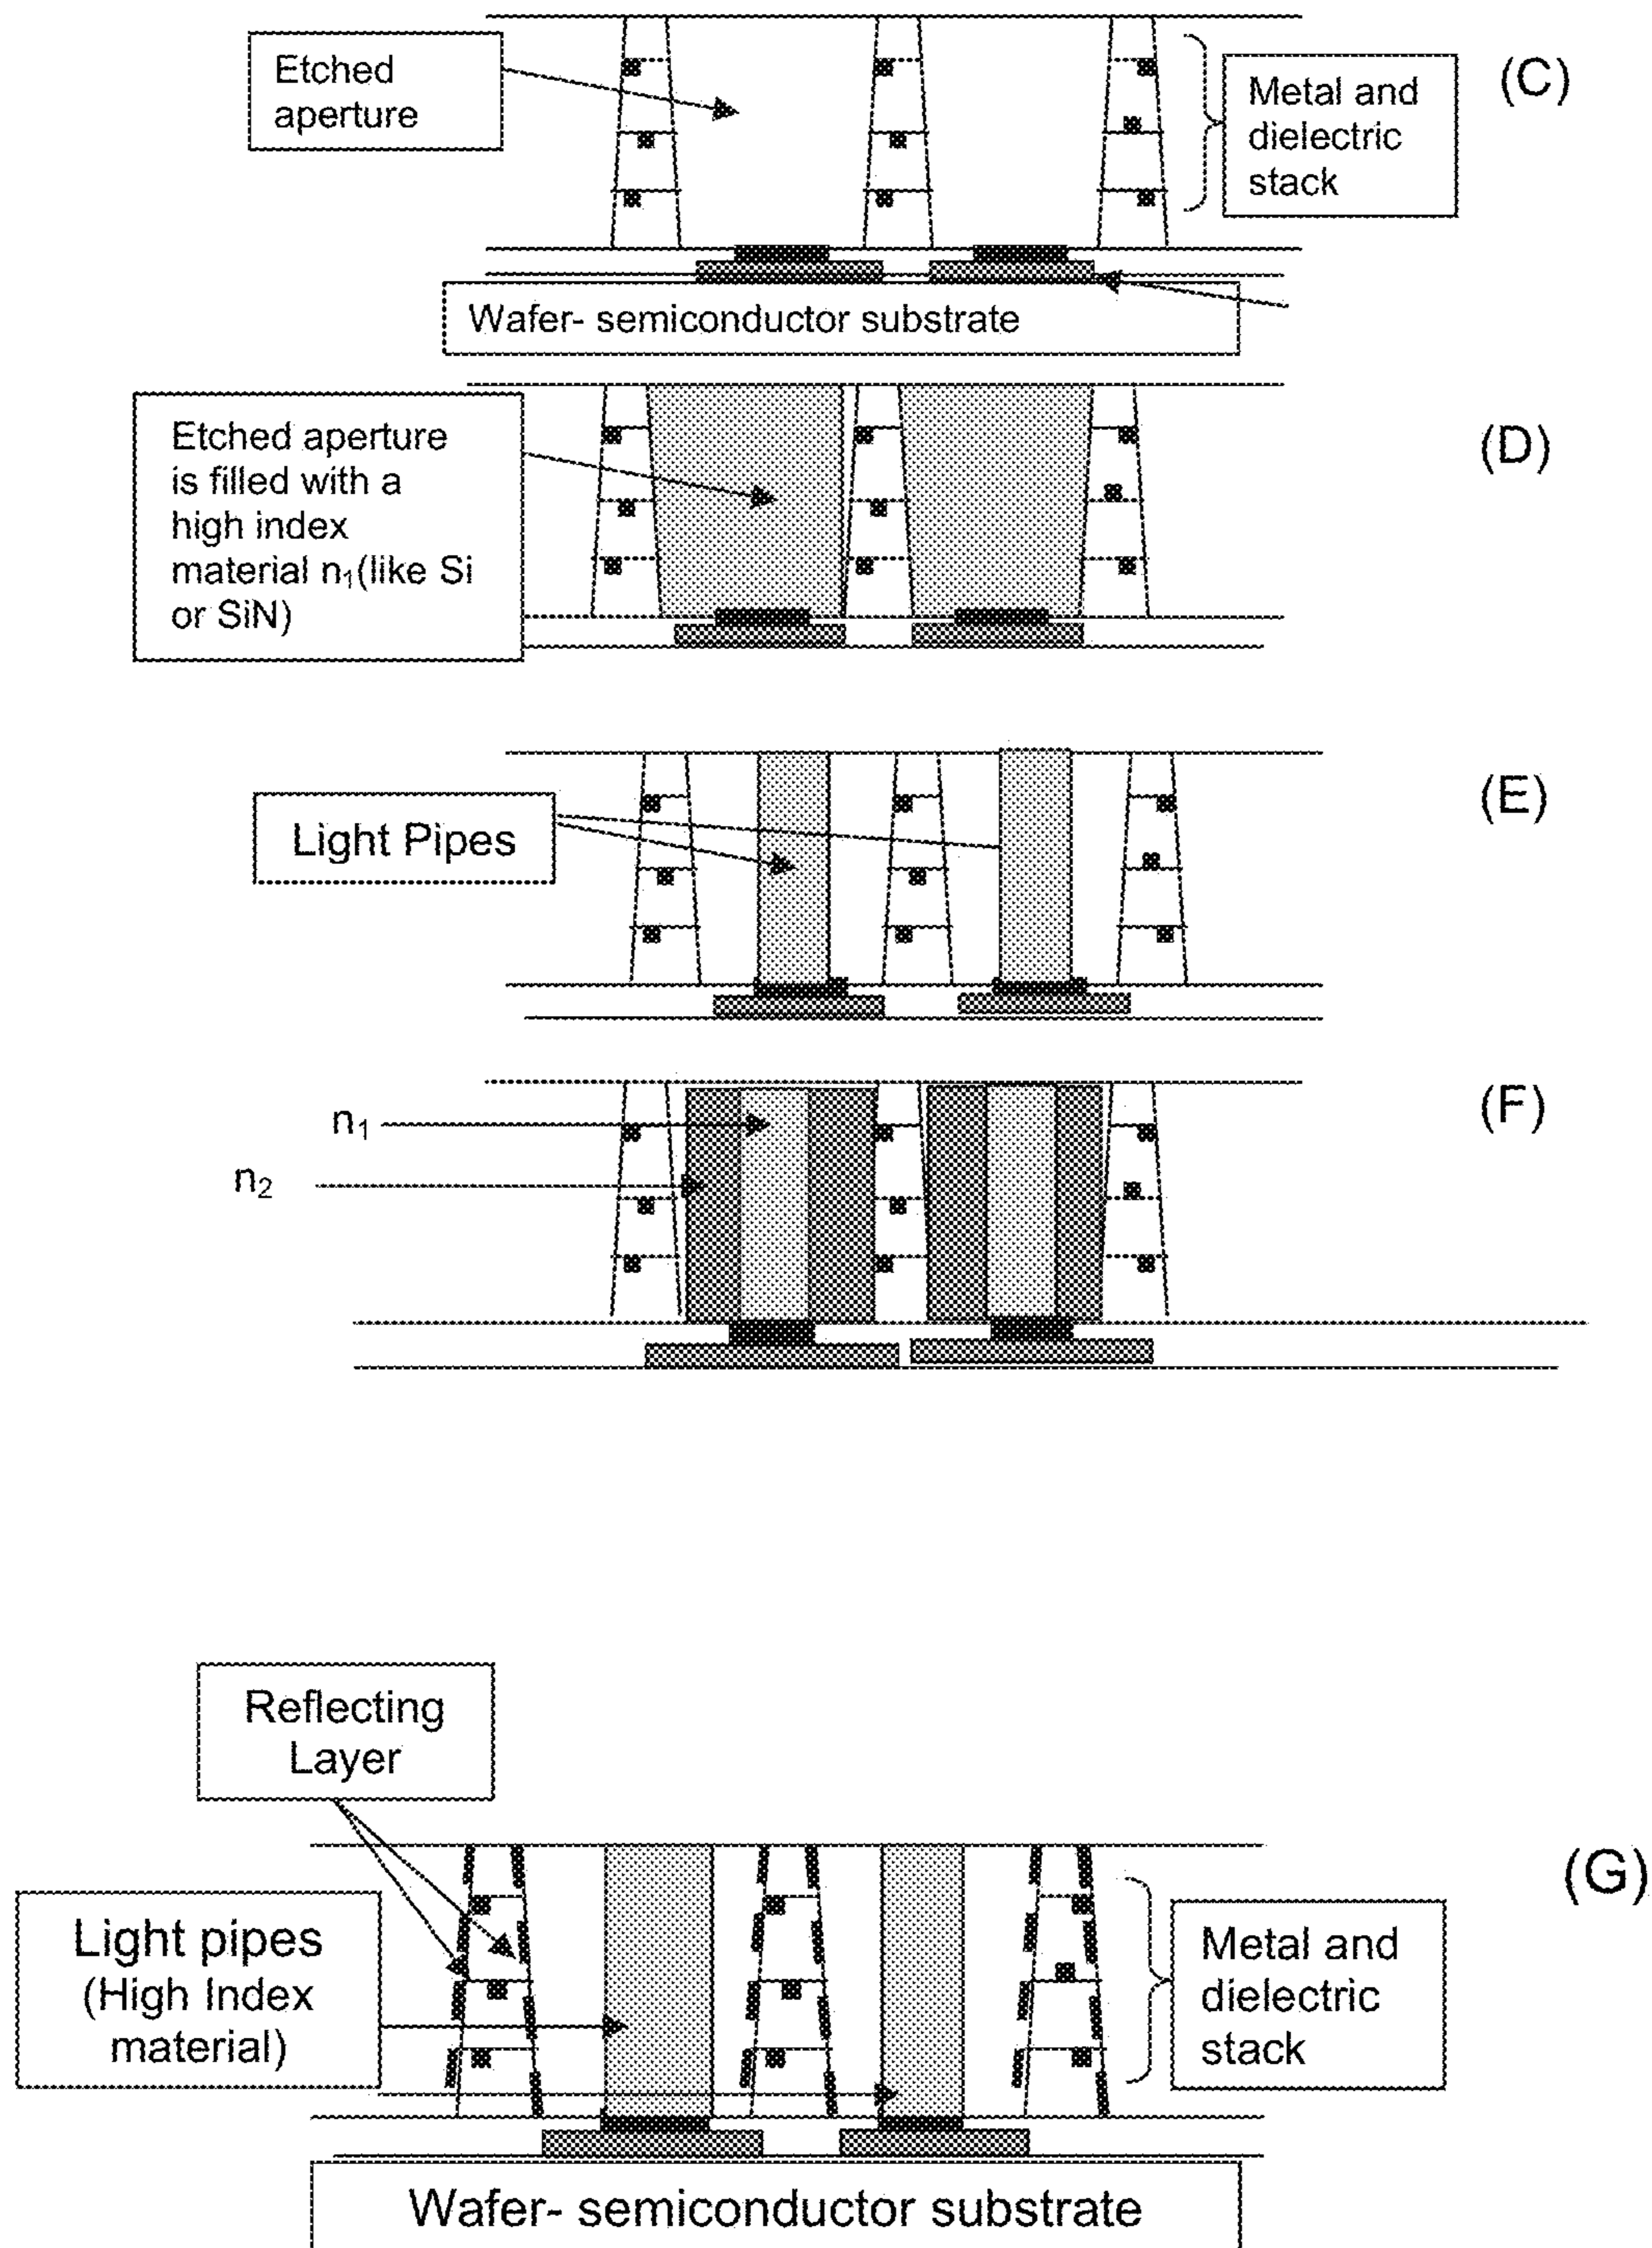 Etched
aperture
Metal and
dielectric
stack
(C)
Wafer- semiconductor substrate
Etched aperture
is filled with a
high index
material n₁(like Si
or SiN)
(D)
Light Pipes
(E)
n₁
n₂
(F)
Reflecting
Layer
Light pipes
(High Index
material)
Metal and
dielectric
stack
(G)
Wafer- semiconductor substrate